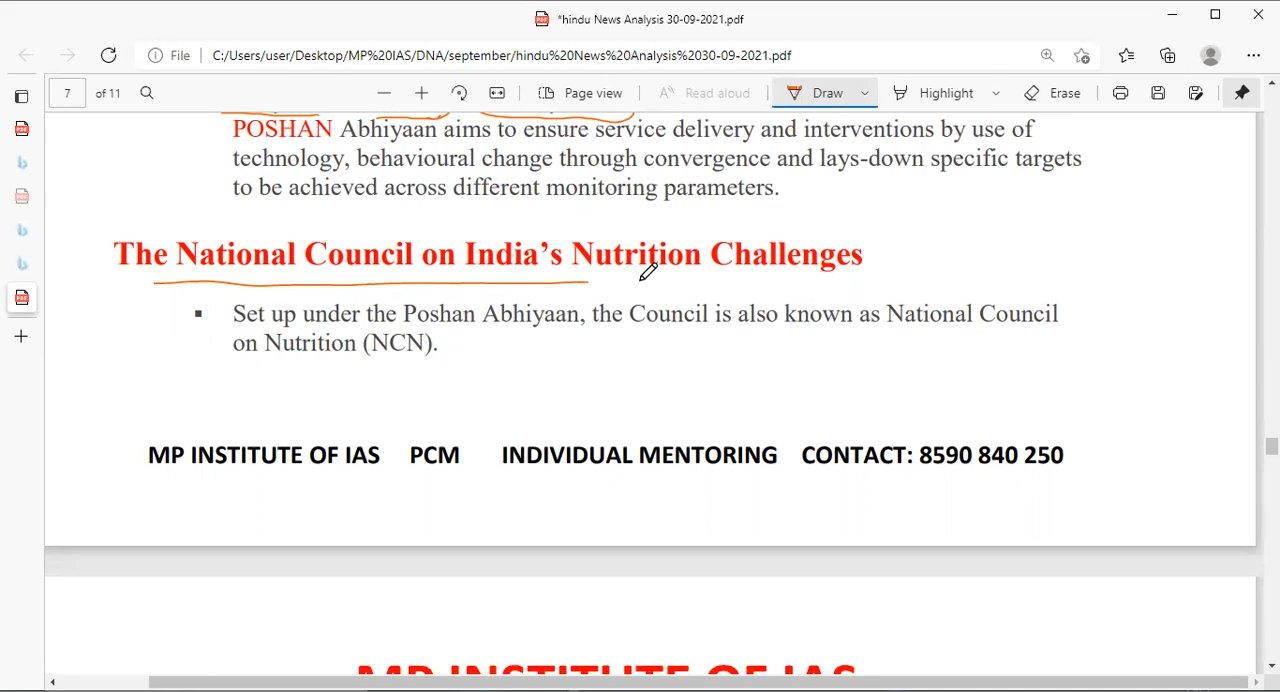 *hindu News Analysis 30-09-2021.pdf
File C:/Users/user/Desktop/MP%20IAS/DNA/september/hindu%20News%20Analysis%2030-09-2021.pdf
7 of 11 Page view Read aloud Draw Highlight Erase
POSHAN Abhiyaan aims to ensure service delivery and interventions by use of
technology, behavioural change through convergence and lays-down specific targets
to be achieved across different monitoring parameters.
The National Council on India’s Nutrition Challenges
▪ Set up under the Poshan Abhiyaan, the Council is also known as National Council
on Nutrition (NCN).
MP INSTITUTE OF IAS PCM INDIVIDUAL MENTORING CONTACT: 8590 840 250
MP INSTITUTE OF IAS